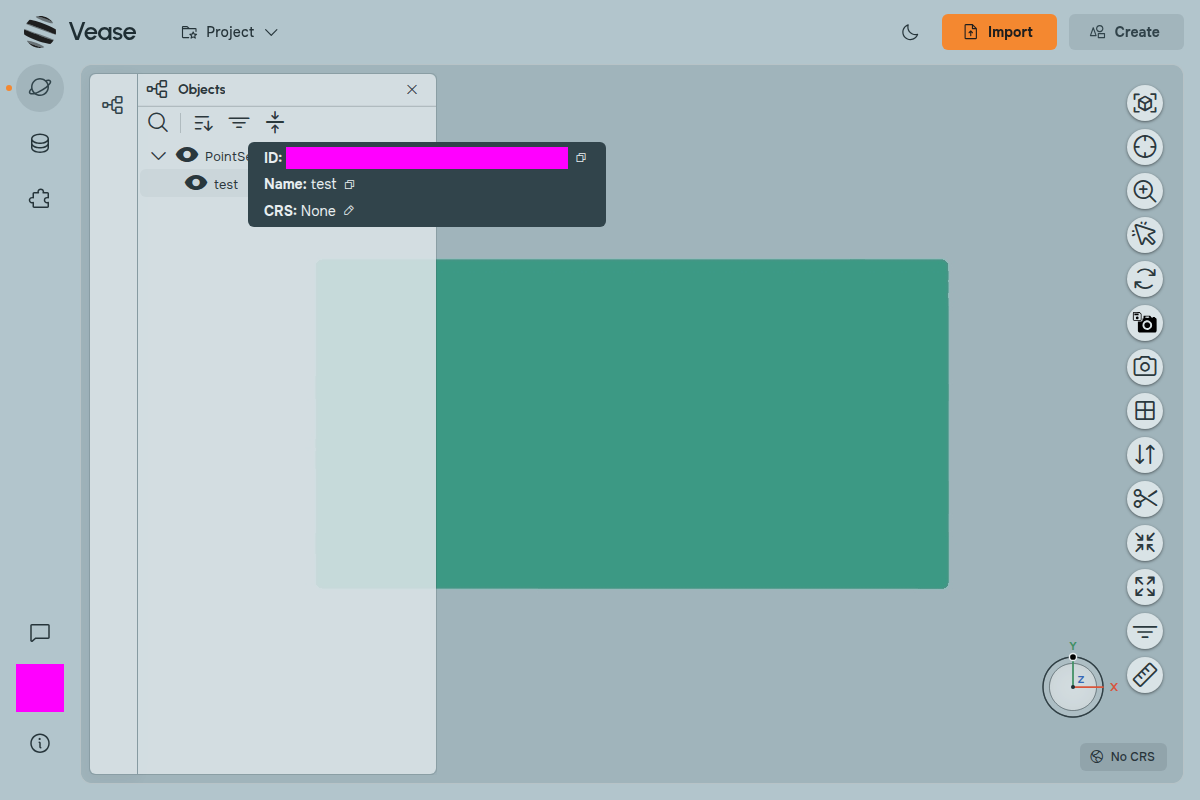 Vease
Project
Import
Create
Objects
PointSe
ID:
test
Name: test
CRS: None
Y
Z
X
No CRS